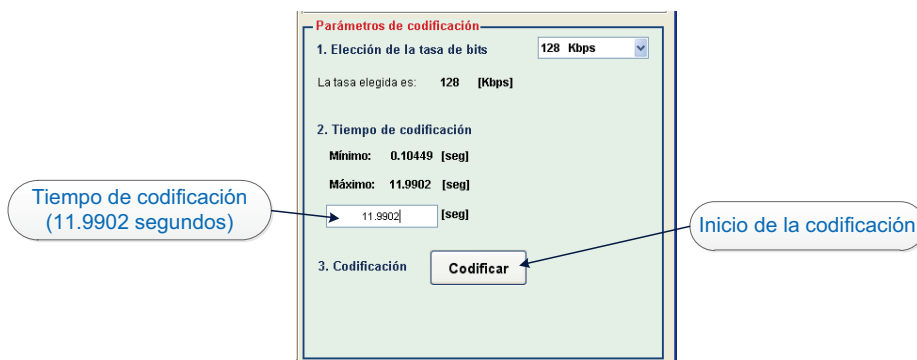 Parámetros de codificación
1. Elección de la tasa de bits
128 Kbps
La tasa elegida es: 128 [Kbps]
2. Tiempo de codificación
Mínimo: 0.10449 [seg]
Máximo: 11.9902 [seg]
11.9902 [seg]
3. Codificación
Codificar
Tiempo de codificación
(11.9902 segundos)
Inicio de la codificación